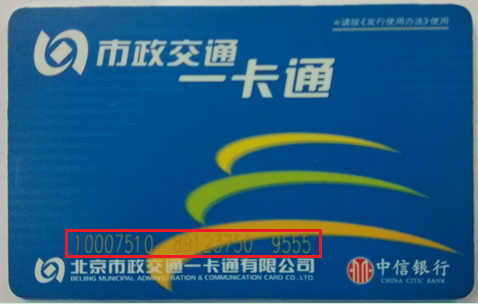 *请按《发行使用办法》使用
市政交通
一卡通
10007510 89123750 9555
北京市政交通一卡通有限公司
BEIJING MUNICIPAL ADMINISTRATION & COMMUNICATION CARD CO.LTD.
中信银行
CHINA CITIC BANK